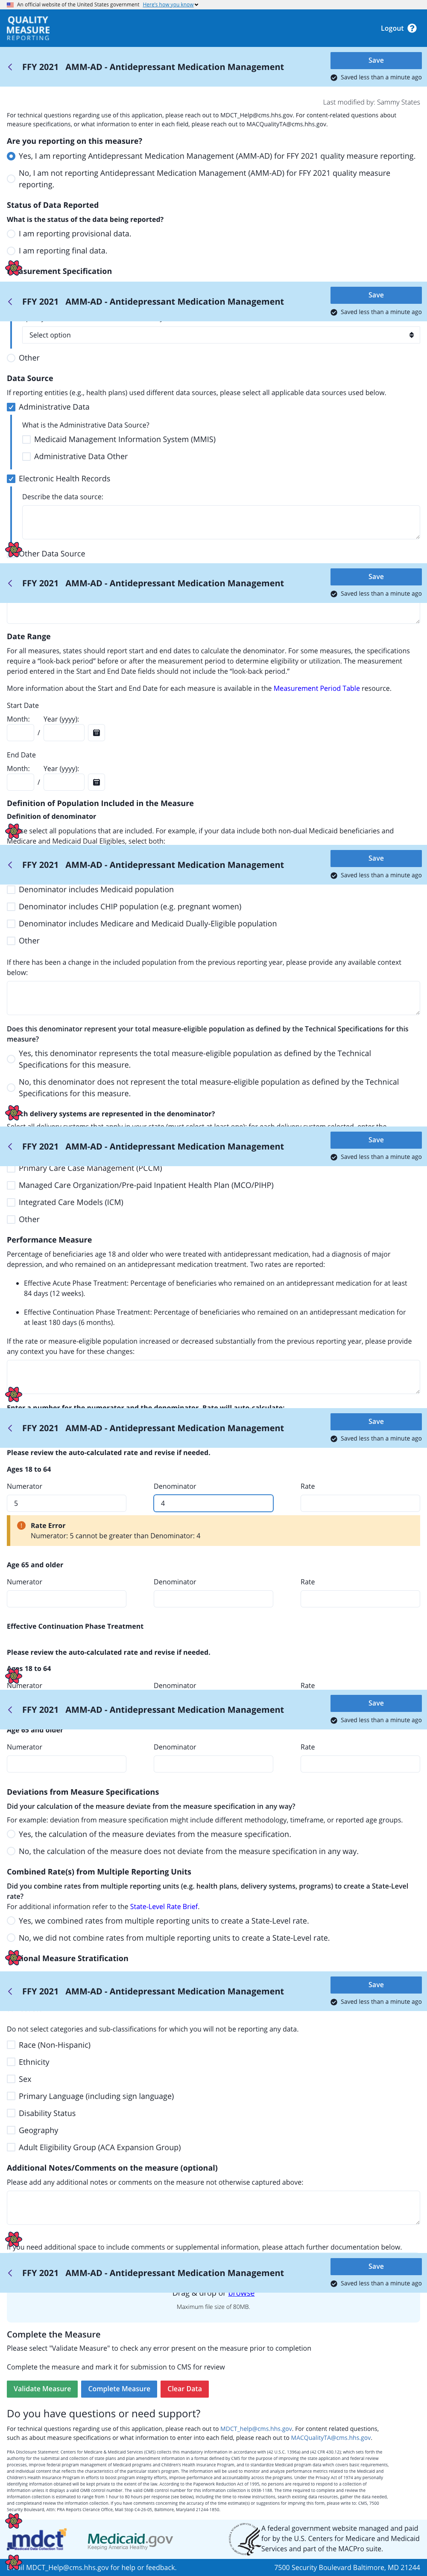 An official website of the United States government Here's how you know
QUALITY
MEASURE
REPORTING
Logout
FFY 2021 AMM-AD - Antidepressant Medication Management
Save
Saved less than a minute ago
Last modified by: Sammy States
For technical questions regarding use of this application, please reach out to MDCT_Help@cms.hhs.gov. For content-related questions about
measure specifications, or what information to enter in each field, please reach out to MACQualityTA@cms.hhs.gov.
Are you reporting on this measure?
Yes, I am reporting Antidepressant Medication Management (AMM-AD) for FFY 2021 quality measure reporting.
No, I am not reporting Antidepressant Medication Management (AMM-AD) for FFY 2021 quality measure
reporting.
Status of Data Reported
What is the status of the data being reported?
I am reporting provisional data.
I am reporting final data.
surement Specification
FFY 2021 AMM-AD - Antidepressant Medication Management
Save
Saved less than a minute ago
Select option
Other
Data Source
If reporting entities (e.g., health plans) used different data sources, please select all applicable data sources used below.
Administrative Data
What is the Administrative Data Source?
Medicaid Management Information System (MMIS)
Administrative Data Other
Electronic Health Records
Describe the data source:
Other Data Source
FFY 2021 AMM-AD - Antidepressant Medication Management
Save
Saved less than a minute ago
Date Range
For all measures, states should report start and end dates to calculate the denominator. For some measures, the specifications
require a "look-back period" before or after the measurement period to determine eligibility or utilization. The measurement
period entered in the Start and End Date fields should not include the "look-back period."
More information about the Start and End Date for each measure is available in the Measurement Period Table resource.
Start Date
Month: Year (yyyy):
/
End Date
Month: Year (yyyy):
/
Definition of Population Included in the Measure
Definition of denominator
e select all populations that are included. For example, if your data include both non-dual Medicaid beneficiaries and
Medicare and Medicaid Dual Eligibles, select both:
FFY 2021 AMM-AD - Antidepressant Medication Management
Save
Saved less than a minute ago
Denominator includes Medicaid population
Denominator includes CHIP population (e.g. pregnant women)
Denominator includes Medicare and Medicaid Dually-Eligible population
Other
If there has been a change in the included population from the previous reporting year, please provide any available context
below:
Does this denominator represent your total measure-eligible population as defined by the Technical Specifications for this
measure?
Yes, this denominator represents the total measure-eligible population as defined by the Technical
Specifications for this measure.
No, this denominator does not represent the total measure-eligible population as defined by the Technical
Specifications for this measure.
h delivery systems are represented in the denominator?
Select all delivery systems that apply in your state (must select at least one); for each delivery system selected, enter the
FFY 2021 AMM-AD - Antidepressant Medication Management
Save
Saved less than a minute ago
Primary Care Case Management (PCCM)
Managed Care Organization/Pre-paid Inpatient Health Plan (MCO/PIHP)
Integrated Care Models (ICM)
Other
Performance Measure
Percentage of beneficiaries age 18 and older who were treated with antidepressant medication, had a diagnosis of major
depression, and who remained on an antidepressant medication treatment. Two rates are reported:
• Effective Acute Phase Treatment: Percentage of beneficiaries who remained on an antidepressant medication for at least
84 days (12 weeks).
• Effective Continuation Phase Treatment: Percentage of beneficiaries who remained on an antidepressant medication for
at least 180 days (6 months).
If the rate or measure-eligible population increased or decreased substantially from the previous reporting year, please provide
any context you have for these changes:
Enter a number for the numerator and the denominator. Rate will auto-calculate:
FFY 2021 AMM-AD - Antidepressant Medication Management
Save
Saved less than a minute ago
Please review the auto-calculated rate and revise if needed.
Ages 18 to 64
Numerator Denominator Rate
5 4
Rate Error
Numerator: 5 cannot be greater than Denominator: 4
Age 65 and older
Numerator Denominator Rate
Effective Continuation Phase Treatment
Please review the auto-calculated rate and revise if needed.
Ages 18 to 64
Numerator Denominator Rate
FFY 2021 AMM-AD - Antidepressant Medication Management
Save
Saved less than a minute ago
Age 65 and older
Numerator Denominator Rate
Deviations from Measure Specifications
Did your calculation of the measure deviate from the measure specification in any way?
For example: deviation from measure specification might include different methodology, timeframe, or reported age groups.
Yes, the calculation of the measure deviates from the measure specification.
No, the calculation of the measure does not deviate from the measure specification in any way.
Combined Rate(s) from Multiple Reporting Units
Did you combine rates from multiple reporting units (e.g. health plans, delivery systems, programs) to create a State-Level
rate?
For additional information refer to the State-Level Rate Brief.
Yes, we combined rates from multiple reporting units to create a State-Level rate.
No, we did not combine rates from multiple reporting units to create a State-Level rate.
ional Measure Stratification
FFY 2021 AMM-AD - Antidepressant Medication Management
Save
Saved less than a minute ago
Do not select categories and sub-classifications for which you will not be reporting any data.
Race (Non-Hispanic)
Ethnicity
Sex
Primary Language (including sign language)
Disability Status
Geography
Adult Eligibility Group (ACA Expansion Group)
Additional Notes/Comments on the measure (optional)
Please add any additional notes or comments on the measure not otherwise captured above:
If you need additional space to include comments or supplemental information, please attach further documentation below.
FFY 2021 AMM-AD - Antidepressant Medication Management
Save
Saved less than a minute ago
Drag & drop or browse
Maximum file size of 80MB.
Complete the Measure
Please select "Validate Measure" to check any error present on the measure prior to completion
Complete the measure and mark it for submission to CMS for review
Validate Measure Complete Measure Clear Data
Do you have questions or need support?
For technical questions regarding use of this application, please reach out to MDCT_help@cms.hhs.gov. For content related questions,
such as about measure specifications or what information to enter into each field, please reach out to MACQualityTA@cms.hhs.gov.
mdct
Medicaid.gov
Keeping America Healthy
A federal government website managed and paid
for by the U.S. Centers for Medicare and Medicaid
Services and part of the MACPro suite.
MDCT_Help@cms.hhs.gov for help or feedback.
7500 Security Boulevard Baltimore, MD 21244